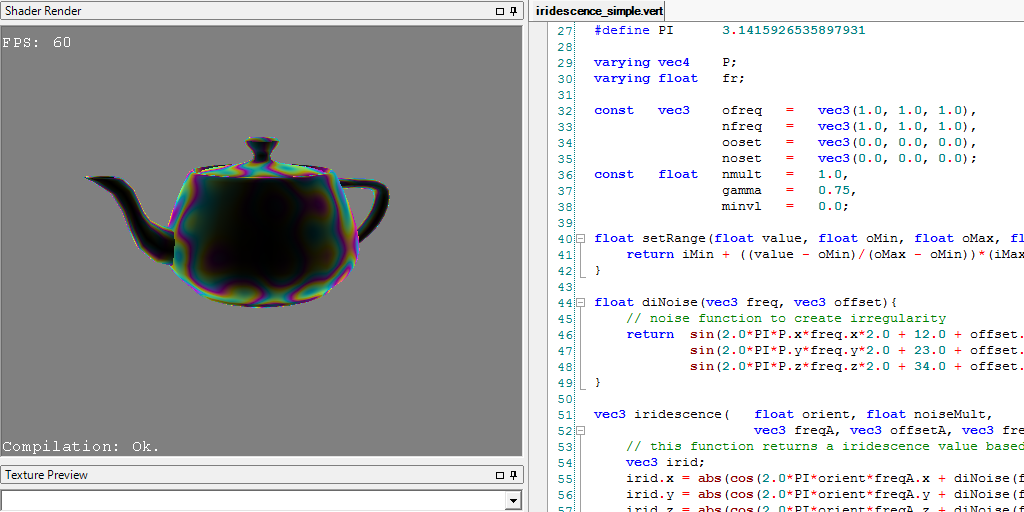 Shader Render
FPS: 60
Compilation: Ok.
Texture Preview
iridescence_simple.vert
27 #define PI 3.1415926535897931
28
29 varying vec4 P;
30 varying float fr;
31
32 const vec3 ofreq = vec3(1.0, 1.0, 1.0),
33 nfreq = vec3(1.0, 1.0, 1.0),
34 ooset = vec3(0.0, 0.0, 0.0),
35 noset = vec3(0.0, 0.0, 0.0);
36 const float nmult = 1.0,
37 gamma = 0.75,
38 minvl = 0.0;
39
40 float setRange(float value, float oMin, float oMax, fl
41 return iMin + ((value - oMin)/(oMax - oMin))*(iMax
42 }
43
44 float diNoise(vec3 freq, vec3 offset){
45 // noise function to create irregularity
46 return sin(2.0*PI*P.x*freq.x*2.0 + 12.0 + offset.
47 sin(2.0*PI*P.y*freq.y*2.0 + 23.0 + offset.
48 sin(2.0*PI*P.z*freq.z*2.0 + 34.0 + offset.
49 }
50
51 vec3 iridescence( float orient, float noiseMult,
52 vec3 freqA, vec3 offsetA, vec3 fre
53 // this function returns a iridescence value based
54 vec3 irid;
55 irid.x = abs(cos(2.0*PI*orient*freqA.x + diNoise(f
56 irid.y = abs(cos(2.0*PI*orient*freqA.y + diNoise(f
57 irid.z = abs(cos(2.0*PI*orient*freqA.z + diNoise(f